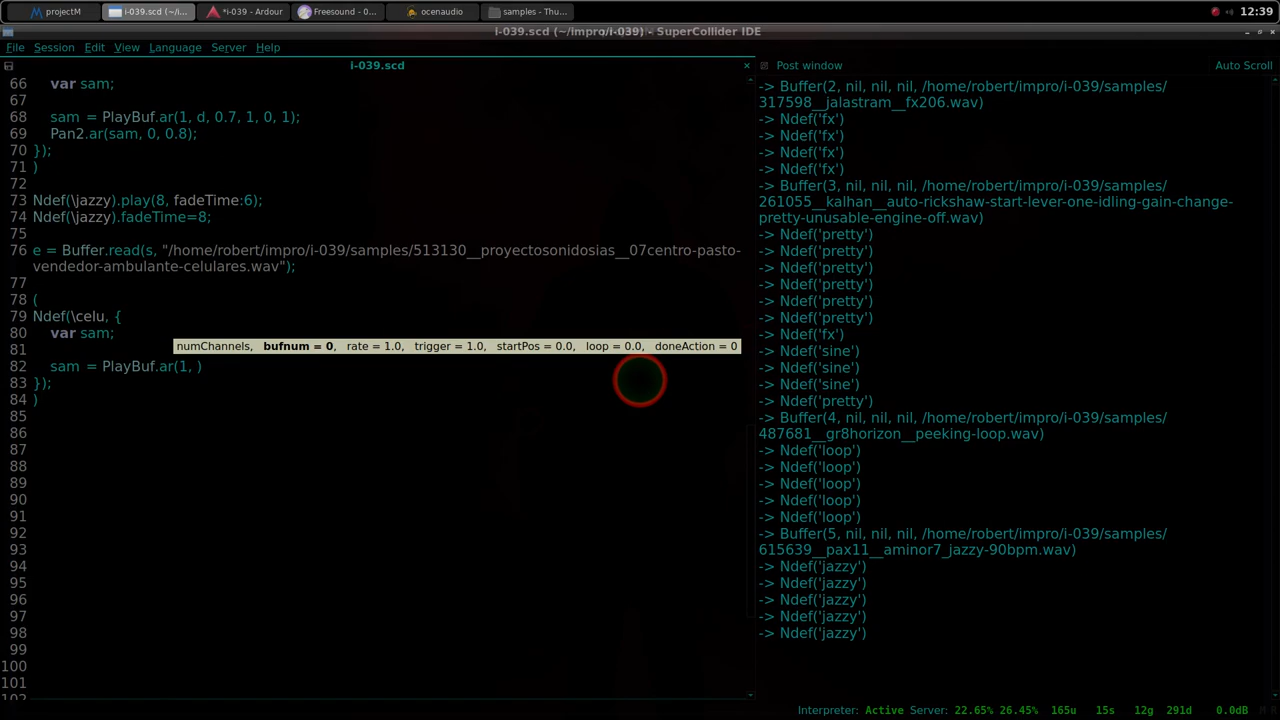 projectM
i-039.scd (~/i...
*i-039 - Ardour
Freesound - 0...
ocenaudio
samples - Thu...
12:39
i-039.scd (~/impro/i-039) - SuperCollider IDE
File Session Edit View Language Server Help
i-039.scd
66 var sam;
67
68 sam = PlayBuf.ar(1, d, 0.7, 1, 0, 1);
69 Pan2.ar(sam, 0, 0.8);
70 });
71 )
72
73 Ndef(\jazzy).play(8, fadeTime:6);
74 Ndef(\jazzy).fadeTime=8;
75
76 e = Buffer.read(s, "/home/robert/impro/i-039/samples/513130__proyectosonidosias__07centro-pasto-
vendedor-ambulante-celulares.wav");
77
78 (
79 Ndef(\celu, {
80 var sam;
numChannels, bufnum = 0, rate = 1.0, trigger = 1.0, startPos = 0.0, loop = 0.0, doneAction = 0
81
82 sam = PlayBuf.ar(1, )
83 });
84 )
85
86
87
88
89
90
91
92
93
94
95
96
97
98
99
100
101
102
Post window Auto Scroll
-> Buffer(2, nil, nil, nil, /home/robert/impro/i-039/samples/
317598__jalastram__fx206.wav)
-> Ndef('fx')
-> Ndef('fx')
-> Ndef('fx')
-> Ndef('fx')
-> Buffer(3, nil, nil, nil, /home/robert/impro/i-039/samples/
261055__kalhan__auto-rickshaw-start-lever-one-idling-gain-change-
pretty-unusable-engine-off.wav)
-> Ndef('pretty')
-> Ndef('pretty')
-> Ndef('pretty')
-> Ndef('pretty')
-> Ndef('pretty')
-> Ndef('pretty')
-> Ndef('fx')
-> Ndef('sine')
-> Ndef('sine')
-> Ndef('sine')
-> Ndef('pretty')
-> Buffer(4, nil, nil, nil, /home/robert/impro/i-039/samples/
487681__gr8horizon__peeking-loop.wav)
-> Ndef('loop')
-> Ndef('loop')
-> Ndef('loop')
-> Ndef('loop')
-> Ndef('loop')
-> Buffer(5, nil, nil, nil, /home/robert/impro/i-039/samples/
615639__pax11__aminor7_jazzy-90bpm.wav)
-> Ndef('jazzy')
-> Ndef('jazzy')
-> Ndef('jazzy')
-> Ndef('jazzy')
-> Ndef('jazzy')
Interpreter: Active Server: 22.65% 26.45% 165u 15s 12g 291d 0.0dB